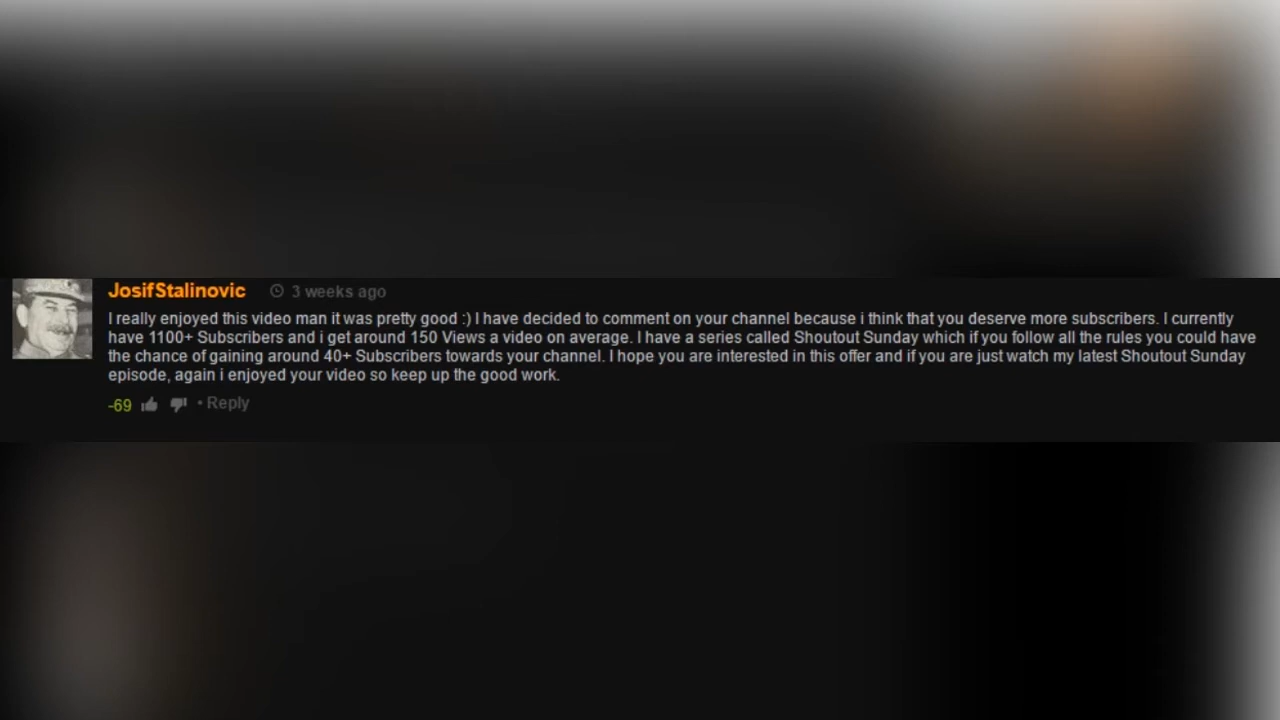 JosifStalinovic 3 weeks ago
I really enjoyed this video man it was pretty good :) I have decided to comment on your channel because i think that you deserve more subscribers. I currently
have 1100+ Subscribers and i get around 150 Views a video on average. I have a series called Shoutout Sunday which if you follow all the rules you could have
the chance of gaining around 40+ Subscribers towards your channel. I hope you are interested in this offer and if you are just watch my latest Shoutout Sunday
episode, again i enjoyed your video so keep up the good work.
-69 • Reply